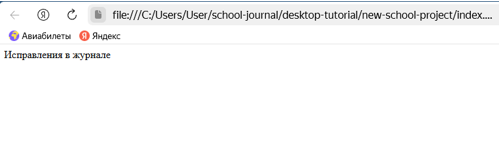 file:///C:/Users/User/school-journal/desktop-tutorial/new-school-project/index....
Авиабилеты Яндекс
Исправления в журнале